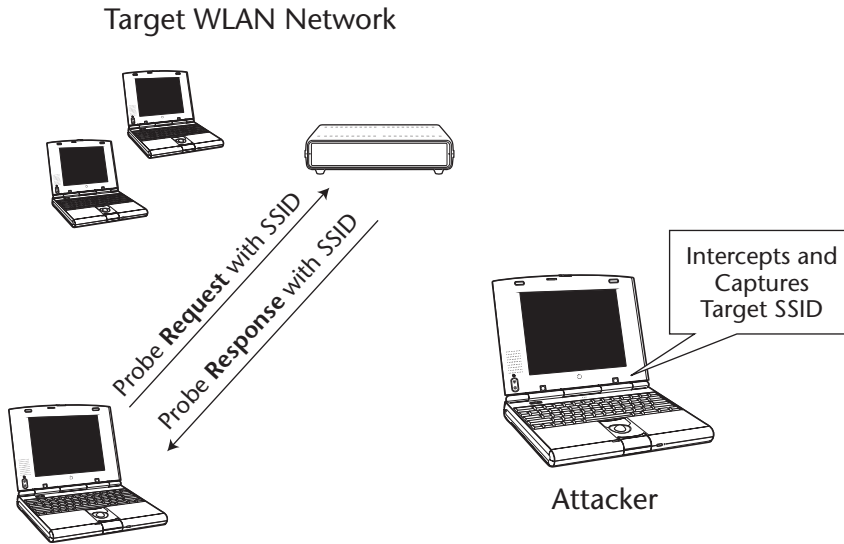 Target WLAN Network
Probe Request with SSID
Probe Response with SSID
Intercepts and
Captures
Target SSID
Attacker